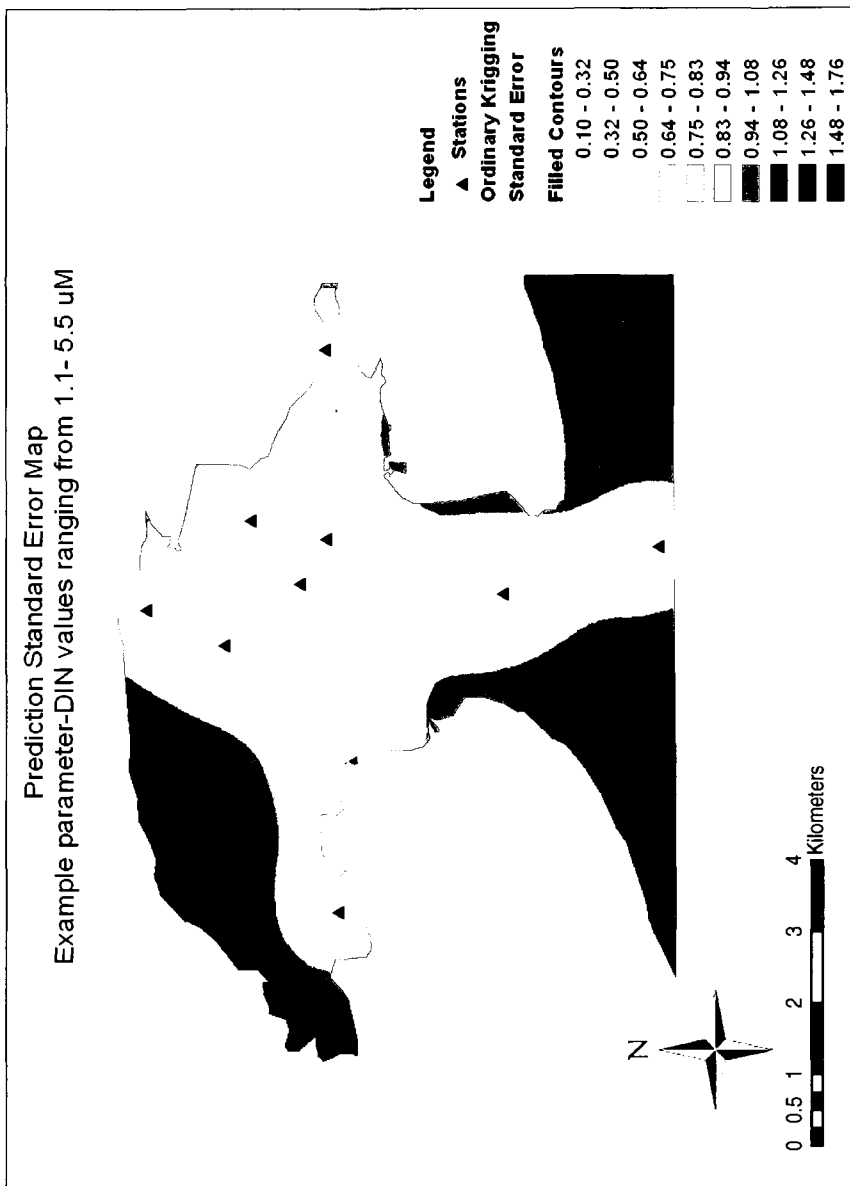 Prediction Standard Error Map
Example parameter-DIN values ranging from 1.1- 5.5 uM
Legend
Stations
Ordinary Krigging
Standard Error
Filled Contours
0.10 - 0.32
0.32 - 0.50
0.50 - 0.64
0.64 - 0.75
0.75 - 0.83
0.83 - 0.94
0.94 - 1.08
1.08 - 1.26
1.26 - 1.48
1.48 - 1.76
N
0 0.5 1 2 3 4
Kilometers